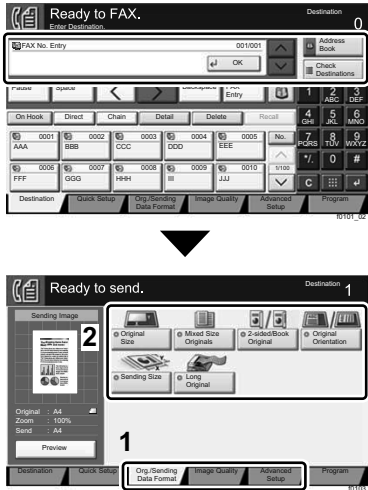 Ready to FAX.
Enter Destination.
Destination
0
FAX No. Entry
001/001
OK
Address
Book
Check
Destinations
Pause
Space
Backspace
FAX
Entry
1
2
ABC
3
DEF
On Hook
Direct
Chain
Detail
Delete
Recall
4
GHI
5
JKL
6
MNO
0001
AAA
0002
BBB
0003
CCC
0004
DDD
0005
EEE
No.
7
PQRS
8
TUV
9
WXYZ
0006
FFF
0007
GGG
0008
HHH
0009
III
0010
JJJ
1/100
*/.
0
#
C
Destination
Quick Setup
Org./Sending
Data Format
Image Quality
Advanced
Setup
Program
f0101_02
Ready to send.
Destination
1
Sending Image
2
Original
Size
Mixed Size
Originals
2-sided/Book
Original
Original
Orientation
Sending Size
Long
Original
Original : A4
Zoom : 100%
Send : A4
Preview
1
Destination
Quick Setup
Org./Sending
Data Format
Image Quality
Advanced
Setup
Program
f0103